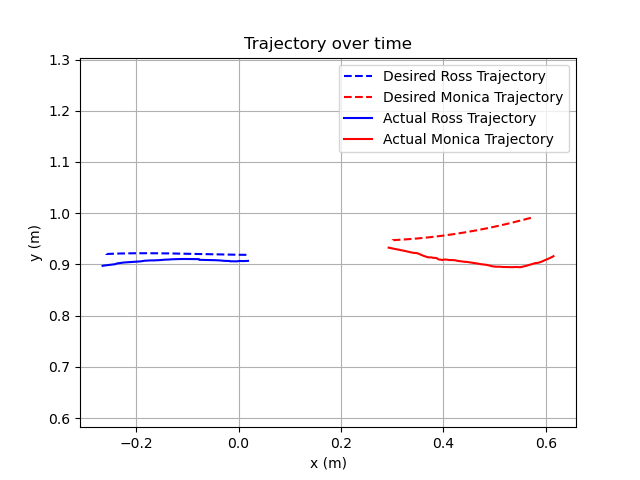 Trajectory over time
Desired Ross Trajectory
Desired Monica Trajectory
Actual Ross Trajectory
Actual Monica Trajectory
1.3
1.2
1.1
1.0
0.9
0.8
0.7
0.6
y (m)
−0.2 0.0 0.2 0.4 0.6
x (m)